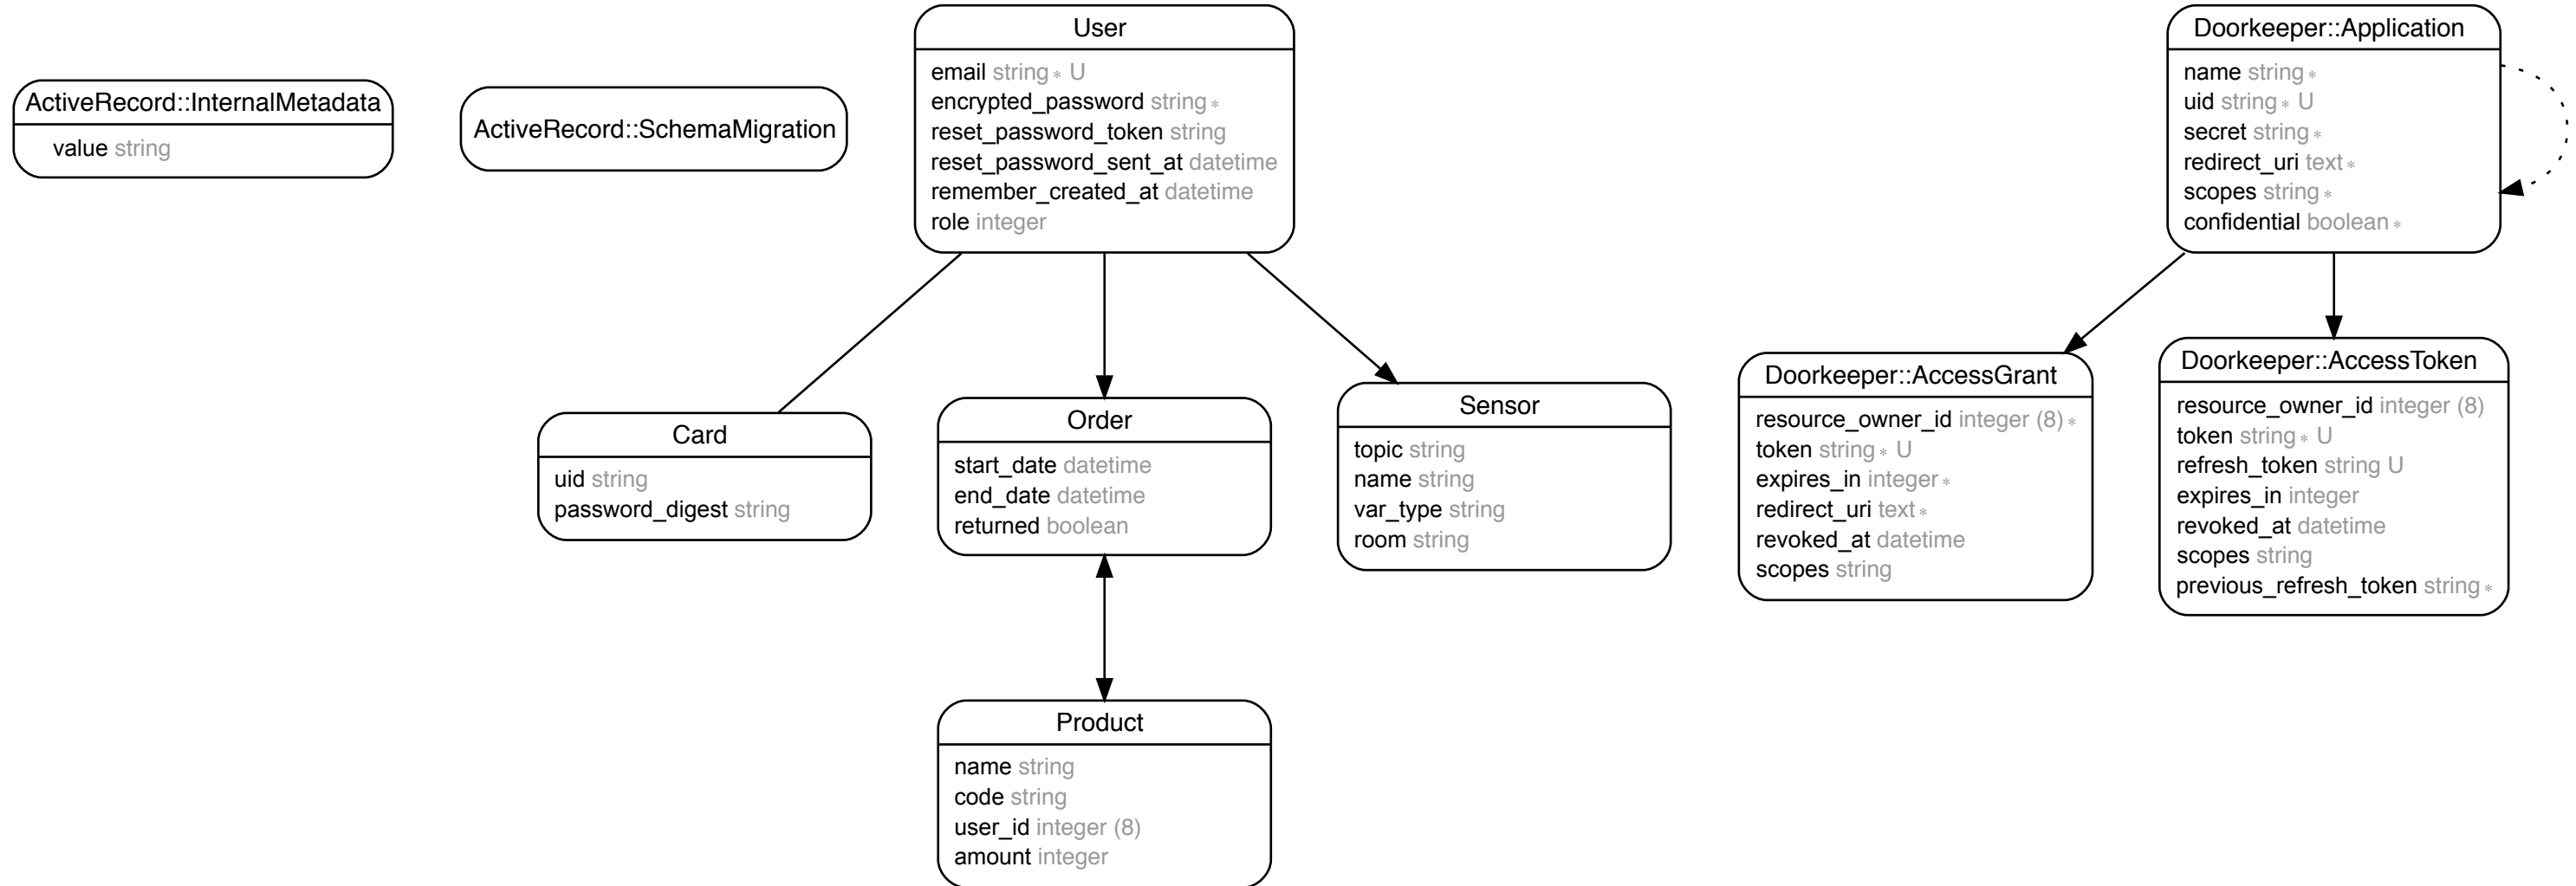 ActiveRecord::InternalMetadata
value string
ActiveRecord::SchemaMigration
User
email string∗ U
encrypted_password string∗
reset_password_token string
reset_password_sent_at datetime
remember_created_at datetime
role integer
Doorkeeper::Application
name string∗
uid string∗ U
secret string∗
redirect_uri text∗
scopes string∗
confidential boolean∗
Card
uid string
password_digest string
Order
start_date datetime
end_date datetime
returned boolean
Sensor
topic string
name string
var_type string
room string
Doorkeeper::AccessGrant
resource_owner_id integer (8)∗
token string∗ U
expires_in integer∗
redirect_uri text∗
revoked_at datetime
scopes string
Doorkeeper::AccessToken
resource_owner_id integer (8)
token string∗ U
refresh_token string U
expires_in integer
revoked_at datetime
scopes string
previous_refresh_token string∗
Product
name string
code string
user_id integer (8)
amount integer